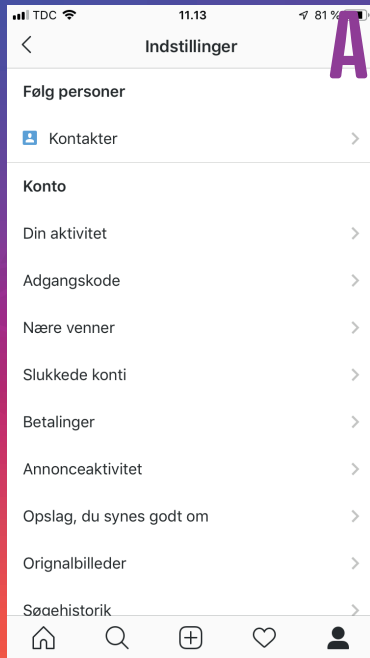 TDC 11.13 81 %
A
Indstillinger
Følg personer
Kontakter
Konto
Din aktivitet
Adgangskode
Nære venner
Slukkede konti
Betalinger
Annonceaktivitet
Opslag, du synes godt om
Orignalbilleder
Søgehistorik